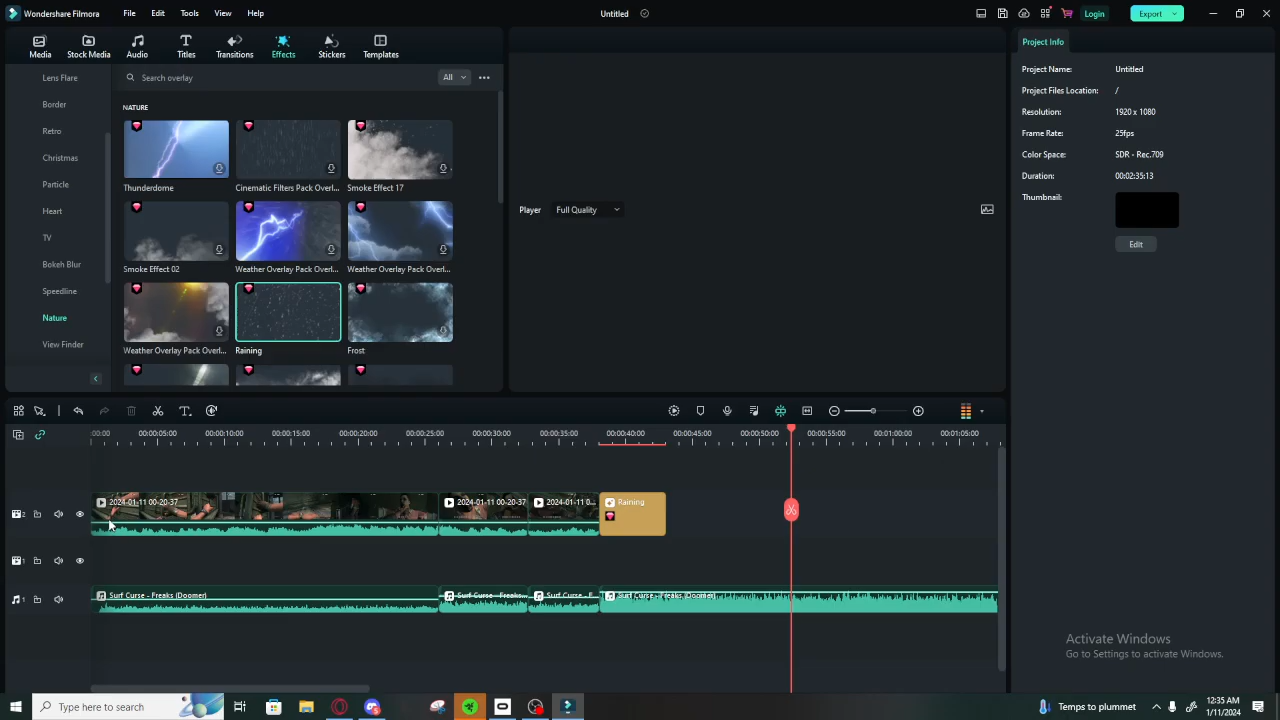 Wondershare Filmora
File
Edit
Tools
View
Help
Untitled
Login
Export
Media
Stock Media
Audio
Titles
Transitions
Effects
Stickers
Templates
Lens Flare
Border
Retro
Christmas
Particle
Heart
TV
Bokeh Blur
Speedline
Nature
View Finder
Search overlay
All
NATURE
Thunderdome
Cinematic Filters Pack Overl...
Smoke Effect 17
Smoke Effect 02
Weather Overlay Pack Overl...
Weather Overlay Pack Overl...
Weather Overlay Pack Overl...
Raining
Frost
Player
Full Quality
Project Info
Project Name:
Untitled
Project Files Location:
/
Resolution:
1920 x 1080
Frame Rate:
25fps
Color Space:
SDR - Rec.709
Duration:
00:02:35:13
Thumbnail:
Edit
:00:00
00:00:05:00
00:00:10:00
00:00:15:00
00:00:20:00
00:00:25:00
00:00:30:00
00:00:35:00
00:00:40:00
00:00:45:00
00:00:50:00
00:00:55:00
00:01:00:00
00:01:05:00
2
2024-01-11 00-20-37
2024-01-11 00-20-37
2024-01-11 0...
Raining
1
1
Surf Curse - Freaks (Doomer)
Surf Curse - Freaks...
Surf Curse - F...
Surf Curse - Freaks (Doomer)
Activate Windows
Go to Settings to activate Windows.
Type here to search
Temps to plummet
12:35 AM
1/11/2024